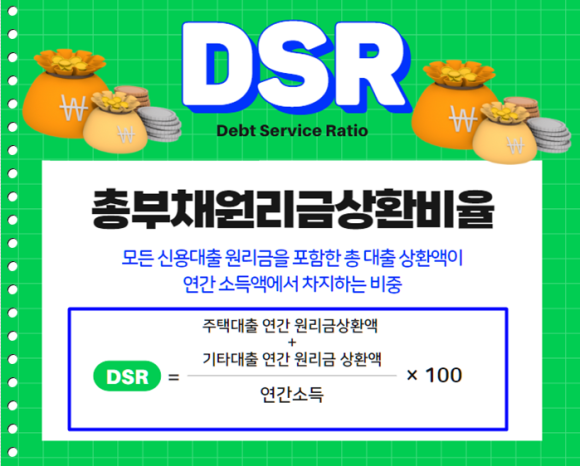 DSR
Debt Service Ratio
총부채원리금상환비율
모든 신용대출 원리금을 포함한 총 대출 상환액이
연간 소득액에서 차지하는 비중
주택대출 연간 원리금상환액
+
기타대출 연간 원리금 상환액
DSR = × 100
연간소득